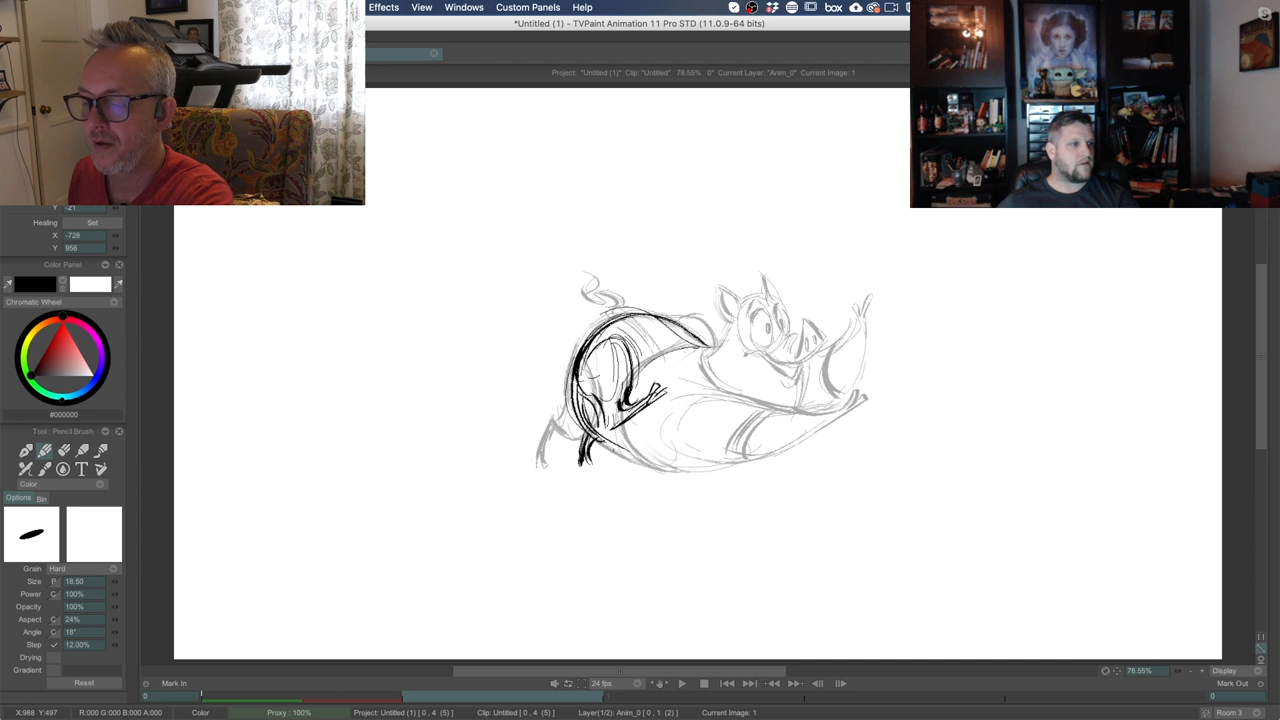 Effects View Windows Custom Panels Help
box
*Untitled (1) - TVPaint Animation 11 Pro STD (11.0.9-64 bits)
Project: "Untitled (1)" Clip: "Untitled" 78.55% 0° Current Layer: "Anim_0" Current Image: 1
Y -21
Healing Set
X -728
Y 956
Color Panel
Chromatic Wheel
#000000
Tool : Pencil Brush
Color
Options Bin
Grain Hard
Size P 18.50
Power C 100%
Opacity 100%
Aspect C 24%
Angle C 18°
Step 12.00%
Drying
Gradient
Reset
78.55% Display
Mark In 24 fps Mark Out
0 0
X:988 Y:497 R:000 G:000 B:000 A:000 Color Proxy : 100% Project: Untitled (1) [ 0 , 4 (5) ] Clip: Untitled [ 0 , 4 (5) ] Layer(1/2): Anim_0 [ 0 , 1 (2) ] Current Image: 1 Room 3